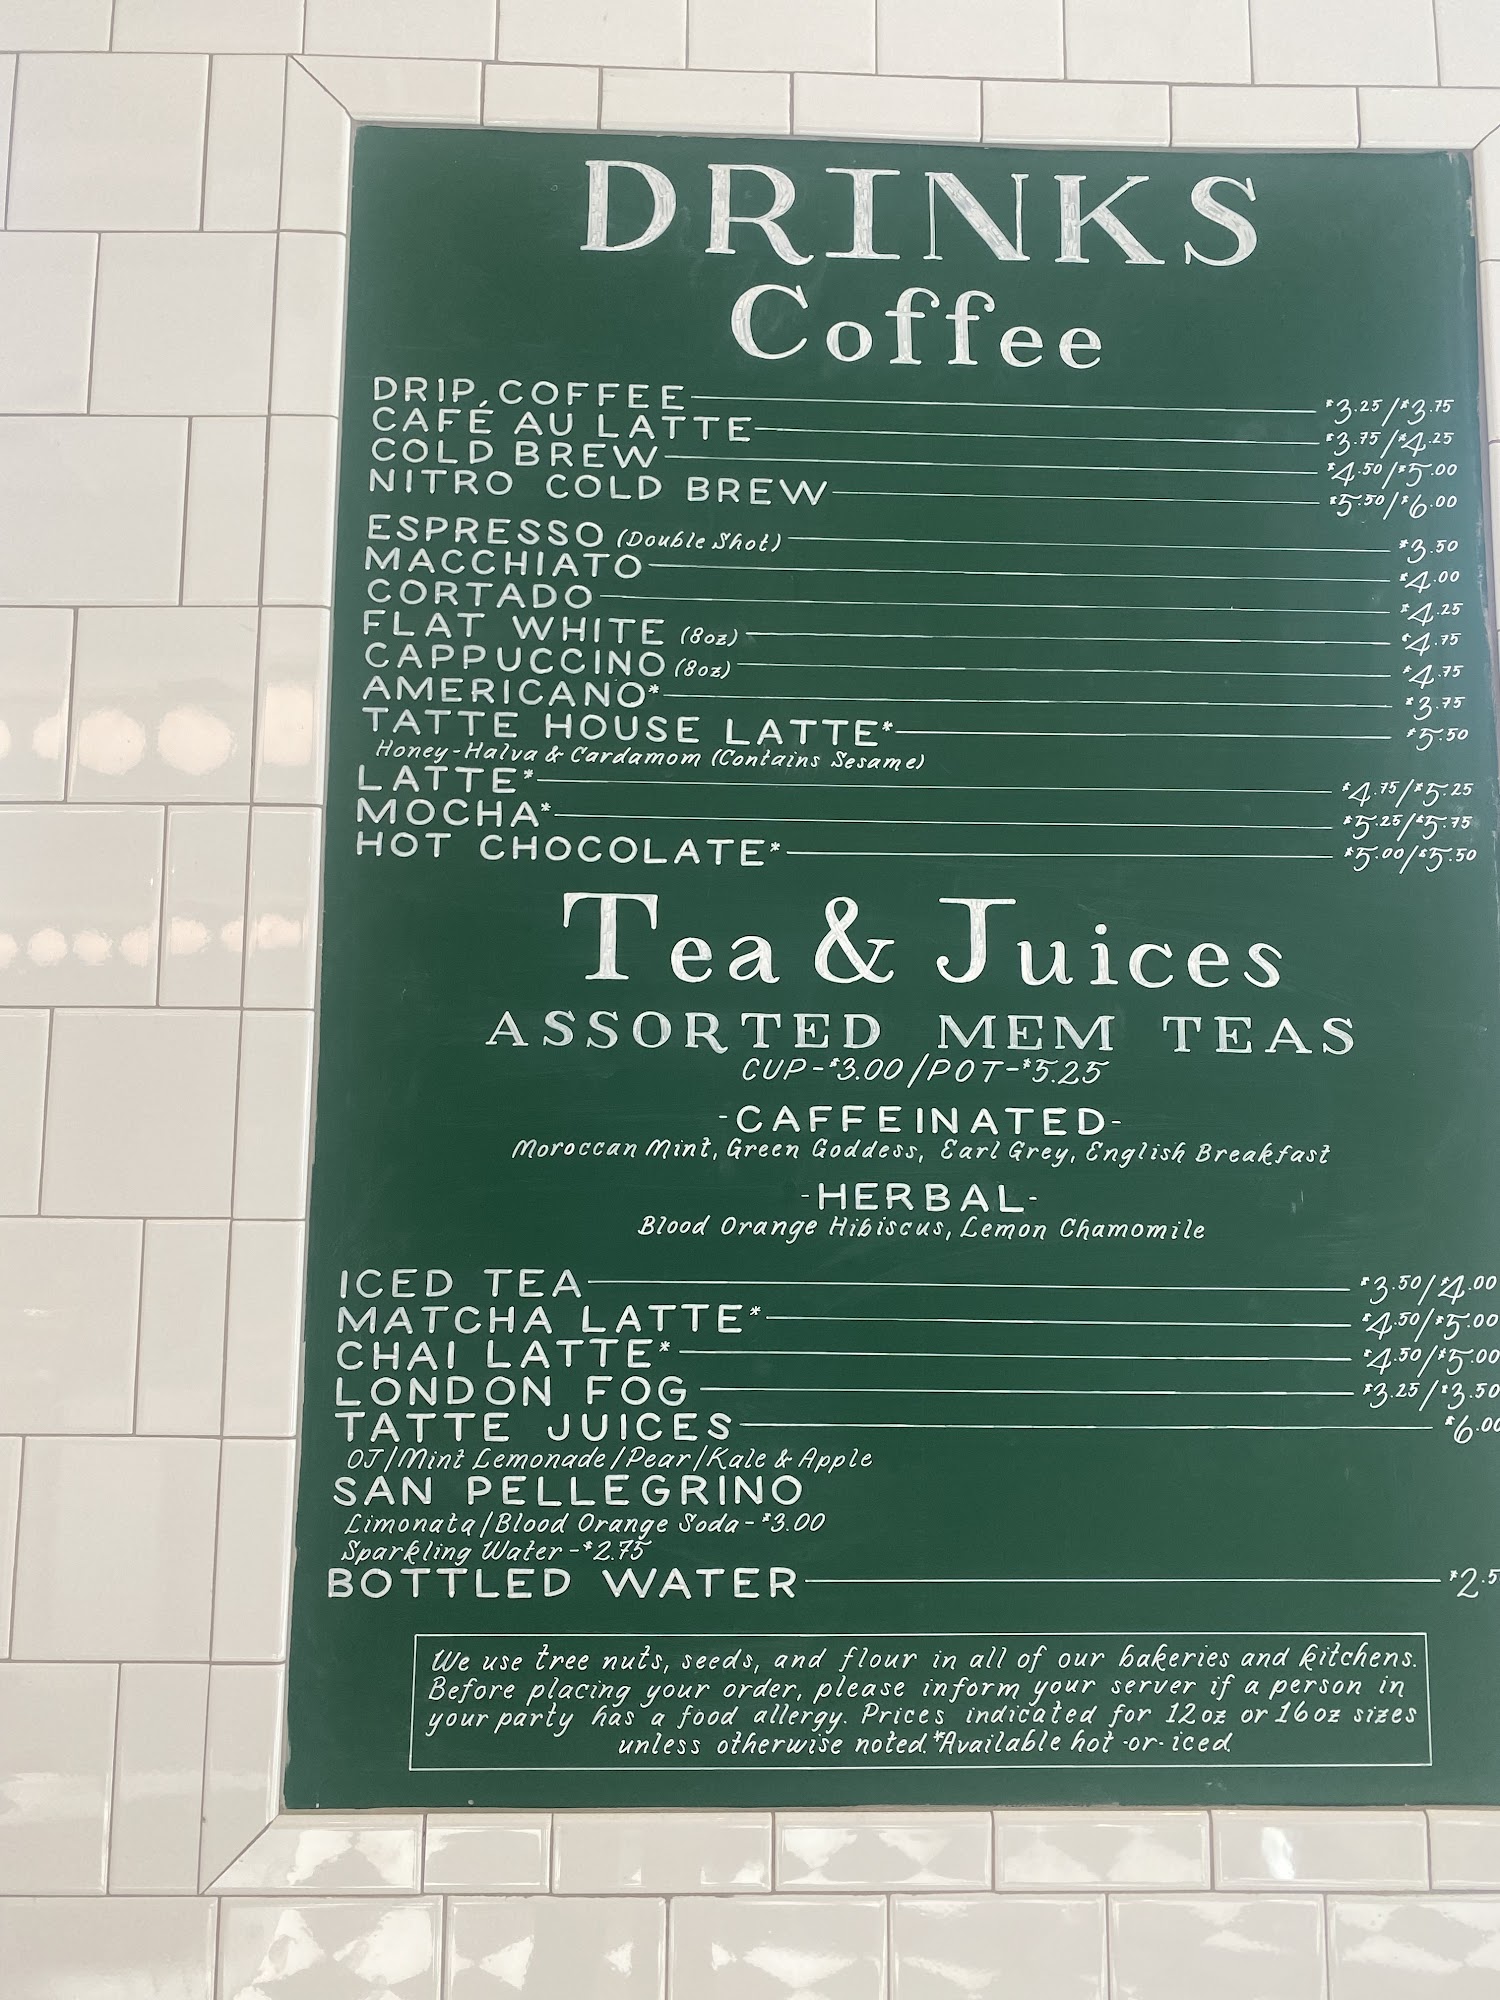 DRINKS
Coffee
DRIP COFFEE $3.25/$3.75
CAFÉ AU LATTE $3.75/$4.25
COLD BREW $4.50/$5.00
NITRO COLD BREW $5.50/$6.00
ESPRESSO (Double Shot) $3.50
MACCHIATO $4.00
CORTADO $4.25
FLAT WHITE (8oz) $4.75
CAPPUCCINO (8oz) $4.75
AMERICANO* $3.75
TATTE HOUSE LATTE* $5.50
Honey-Halva & Cardamom (Contains Sesame)
LATTE* $4.75/$5.25
MOCHA* $5.25/$5.75
HOT CHOCOLATE* $5.00/$5.50
Tea & Juices
ASSORTED MEM TEAS
CUP-$3.00/POT-$5.25
-CAFFEINATED-
Moroccan Mint, Green Goddess, Earl Grey, English Breakfast
-HERBAL-
Blood Orange Hibiscus, Lemon Chamomile
ICED TEA $3.50/$4.00
MATCHA LATTE* $4.50/$5.00
CHAI LATTE* $4.50/$5.00
LONDON FOG $3.25/$3.50
TATTE JUICES $6.00
OJ/Mint Lemonade/Pear/Kale & Apple
SAN PELLEGRINO
Limonata/Blood Orange Soda-$3.00
Sparkling Water-$2.75
BOTTLED WATER $2.5
We use tree nuts, seeds, and flour in all of our bakeries and kitchens.
Before placing your order, please inform your server if a person in
your party has a food allergy. Prices indicated for 12oz or 16oz sizes
unless otherwise noted. *Available hot -or- iced.